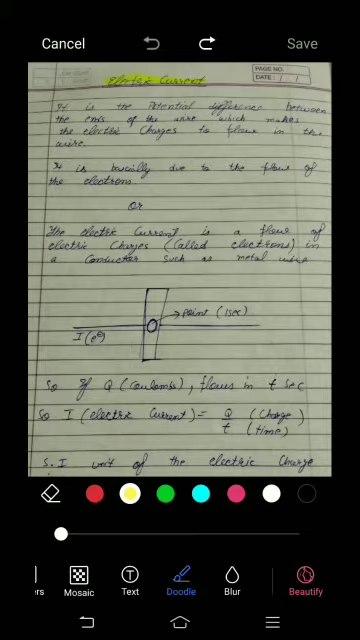 Cancel
Save
PAGE NO.
DATE: / /
Electric Current
It is the Potential difference between
the ends of the wire which makes
the electric Charges to flow in the
wire.
It is basically due to the flow of
the electrons
Or
The electric Current is a flow of
electric Charges (Called electrons) in
a Conductor such as metal wire
point (1sec)
I (e⊖)
So If Q (Coulombs), flows in t sec
So I (electric Current) = Q (Charge)
t (time)
S.I unit of the electric Charge
ers
Mosaic
Text
Doodle
Blur
Beautify